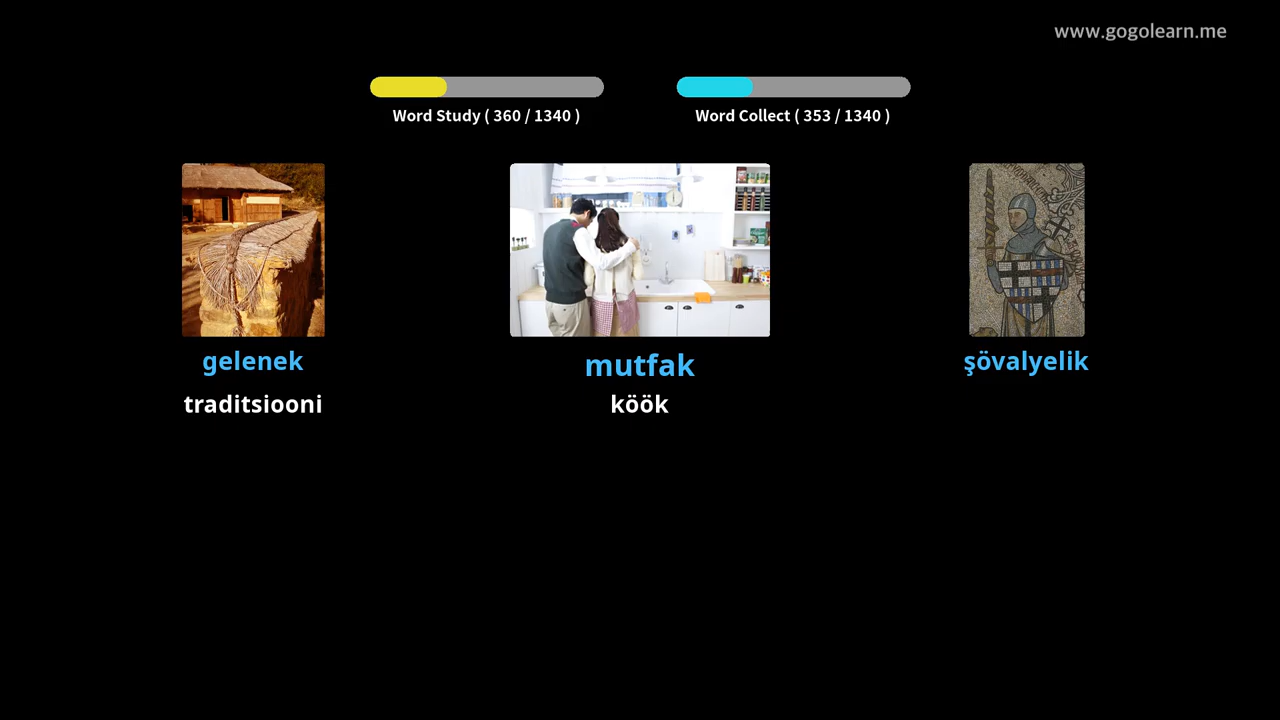 www.gogolearn.me
Word Study ( 360 / 1340 )
Word Collect ( 353 / 1340 )
gelenek
mutfak
şövalyelik
traditsiooni
köök